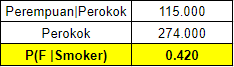 Perempuan|Perokok 115.000
Perokok 274.000
P(F |Smoker) 0.420